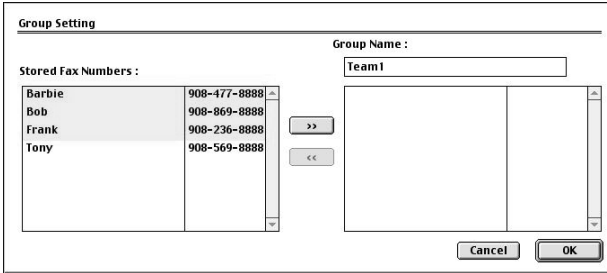 Group Setting
Group Name :
Team1
Stored Fax Numbers :
Barbie 908-477-8888
Bob 908-869-8888
Frank 908-236-8888
Tony 908-569-8888
>>
<<
Cancel OK